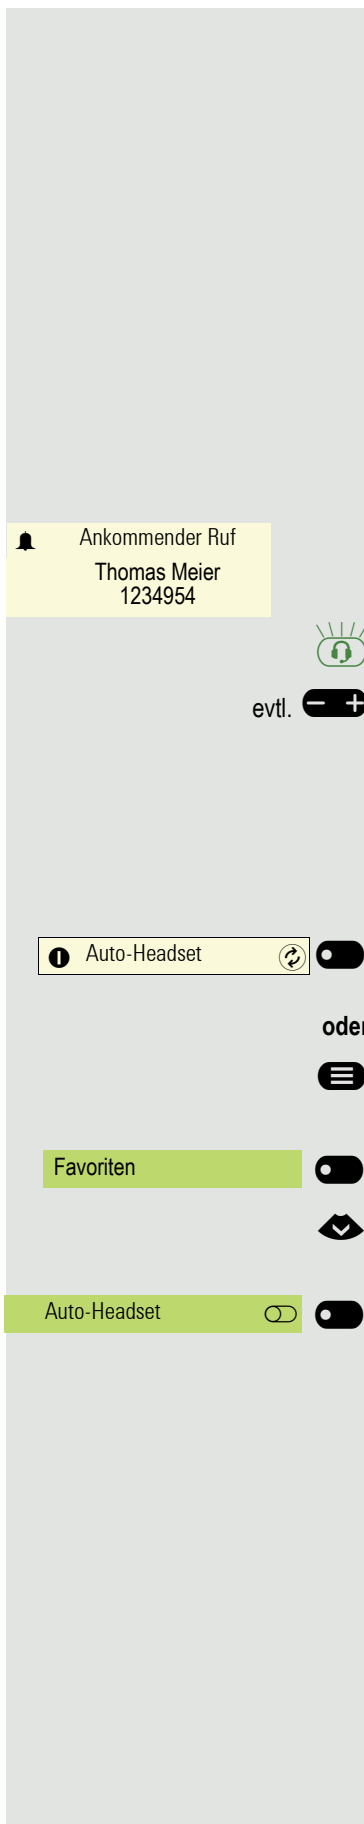 Ankommender Ruf
Thomas Meier
1234954
evtl.
Auto-Headset
oder
Favoriten
Auto-Headset